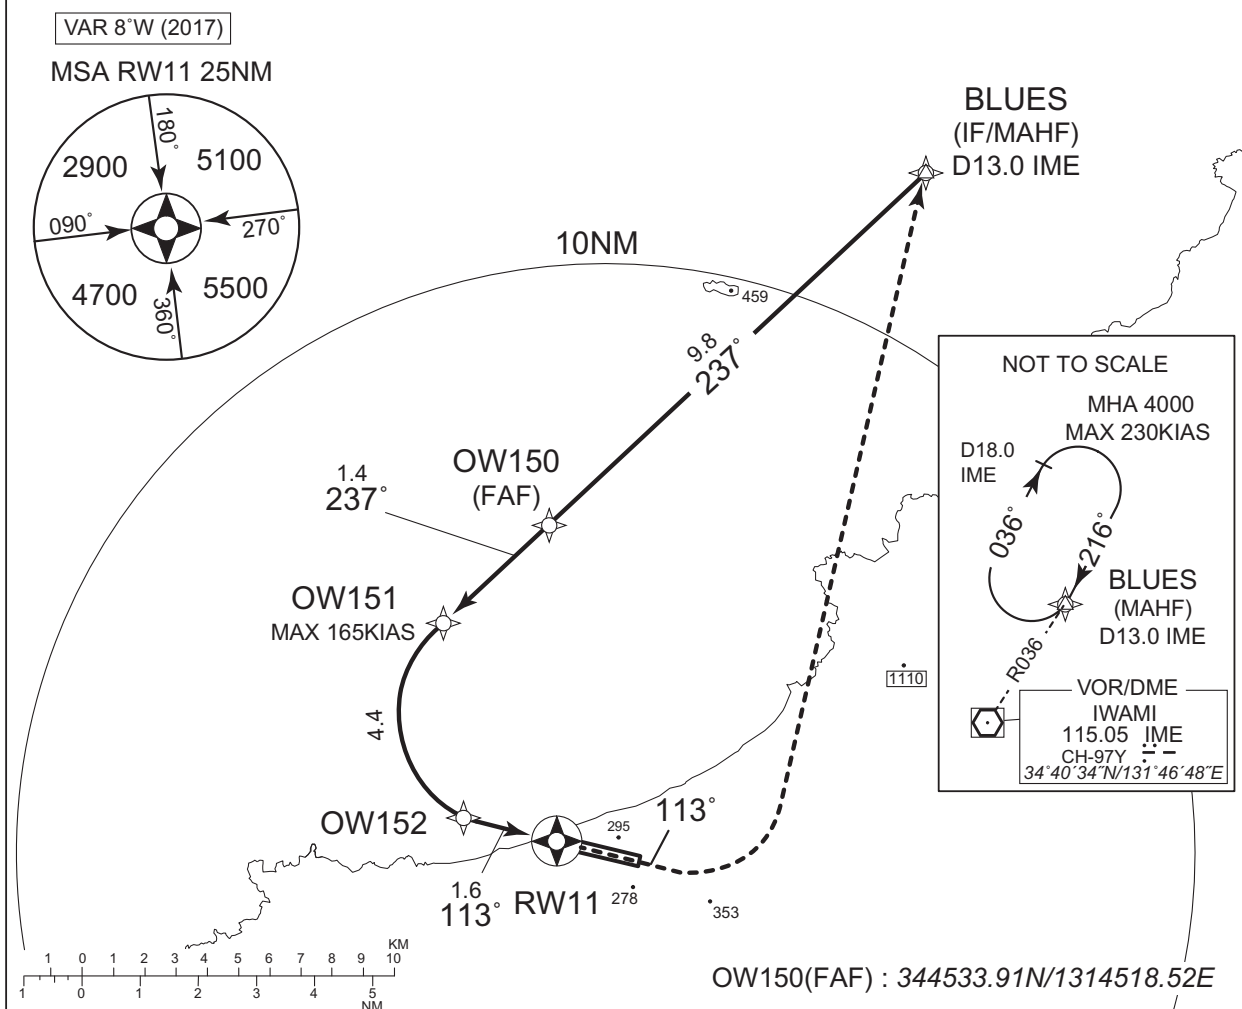 VAR 8°W (2017)
MSA RW11 25NM
180°
2900
5100
090°
270°
4700
5500
360°
BLUES
(IF/MAHF)
D13.0 IME
10NM
459
9.8
237°
OW150
(FAF)
1.4
237°
OW151
MAX 165KIAS
4.4
OW152
1.6
113°
RW11
113°
295
278
353
1110
NOT TO SCALE
MHA 4000
MAX 230KIAS
D18.0
IME
036°
216°
BLUES
(MAHF)
D13.0 IME
R036
VOR/DME
IWAMI
115.05 IME
CH-97Y
34°40´34˝N/131°46´48˝E
KM
1 0 1 2 3 4 5 6 7 8 9 10
1 0 1 2 3 4 5
NM
OW150(FAF) : 344533.91N/1314518.52E